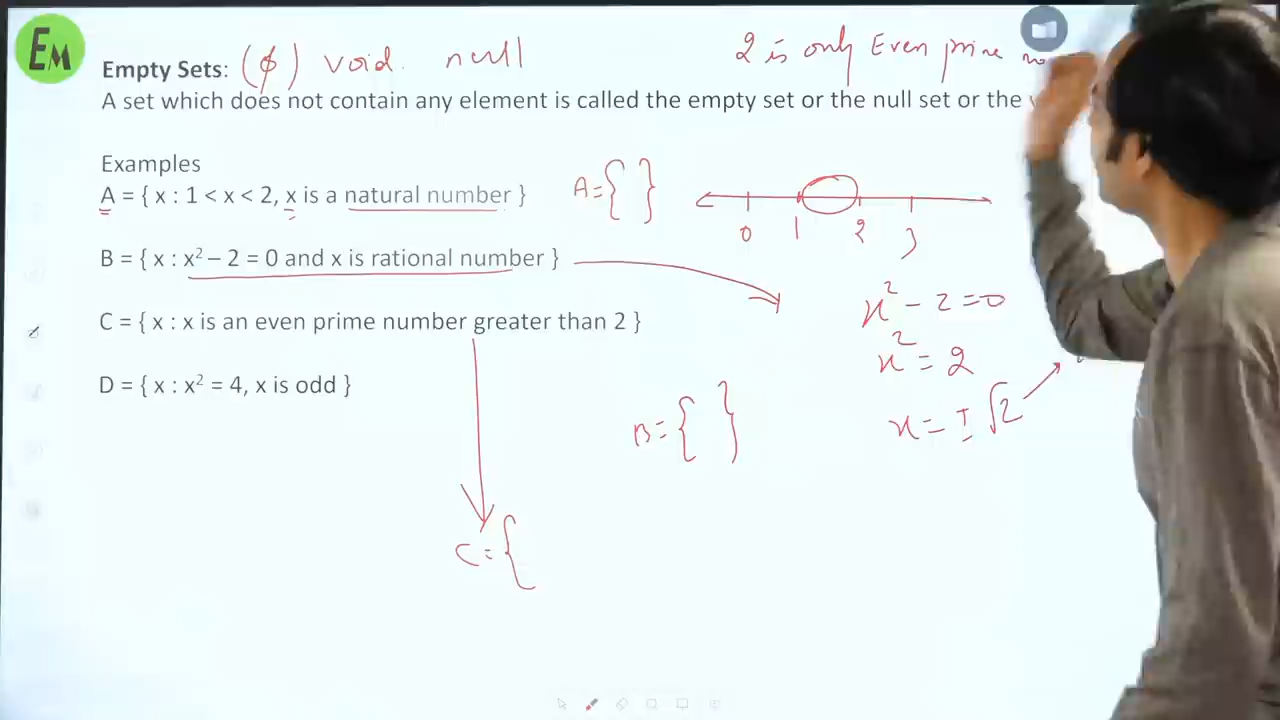 EM
Empty Sets: (ϕ) void. null
2 is only Even prime
A set which does not contain any element is called the empty set or the null set or the
Examples
A = { x : 1 < x < 2, x is a natural number } A={ }
0 1 2 3
B = { x : x² – 2 = 0 and x is rational number }
x² - 2 = 0
C = { x : x is an even prime number greater than 2 }
x² = 2
D = { x : x² = 4, x is odd }
B={ } x = ± √2
C={